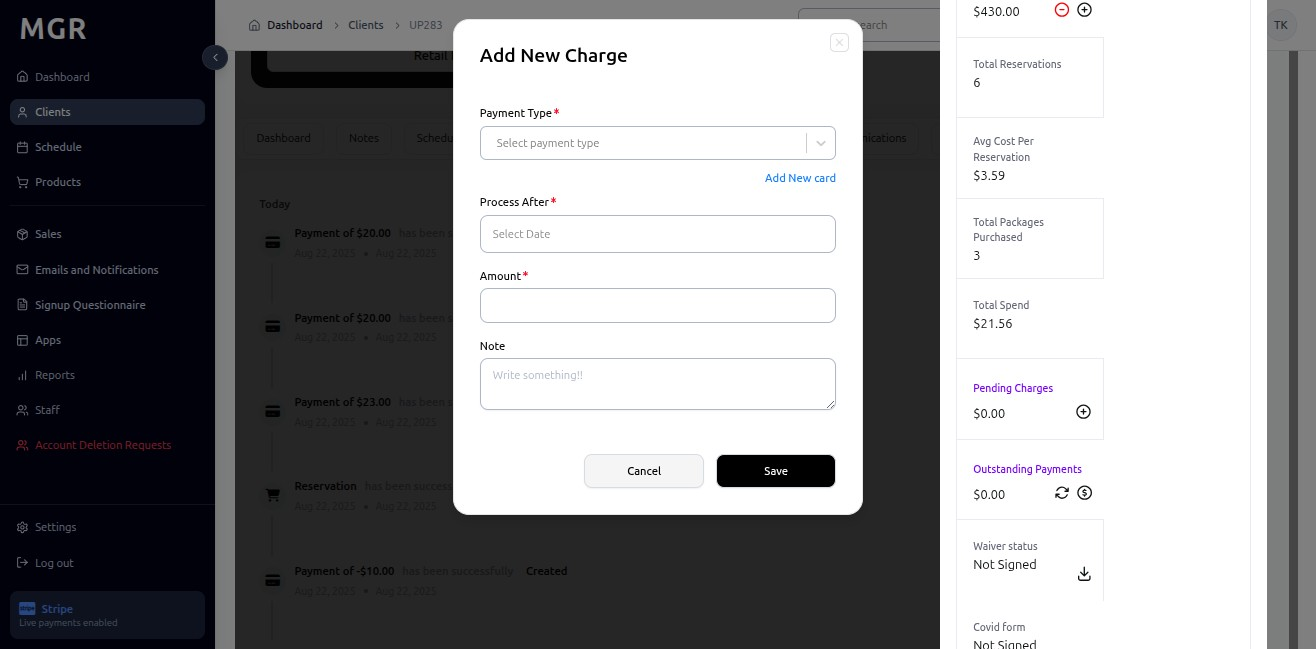 MGR
Dashboard
Clients
Schedule
Products
Sales
Emails and Notifications
Signup Questionnaire
Apps
Reports
Staff
Account Deletion Requests
Settings
Log out
Stripe
Live payments enabled
Dashboard
Clients
UP283
earch
TK
Retail
Dashboard
Notes
Schedu
nications
Today
Payment of $20.00 has been s
Aug 22, 2025 • Aug 22, 2025
Payment of $20.00 has been s
Aug 22, 2025 • Aug 22, 2025
Payment of $23.00 has been s
Aug 22, 2025 • Aug 22, 2025
Reservation has been success
Aug 22, 2025 • Aug 22, 2025
Payment of -$10.00 has been successfully Created
Aug 22, 2025 • Aug 22, 2025
Add New Charge
Payment Type*
Select payment type
Add New card
Process After*
Select Date
Amount*
Note
Write something!!
Cancel
Save
$430.00
Total Reservations
6
Avg Cost Per
Reservation
$3.59
Total Packages
Purchased
3
Total Spend
$21.56
Pending Charges
$0.00
Outstanding Payments
$0.00
Waiver status
Not Signed
Covid form
Not Signed